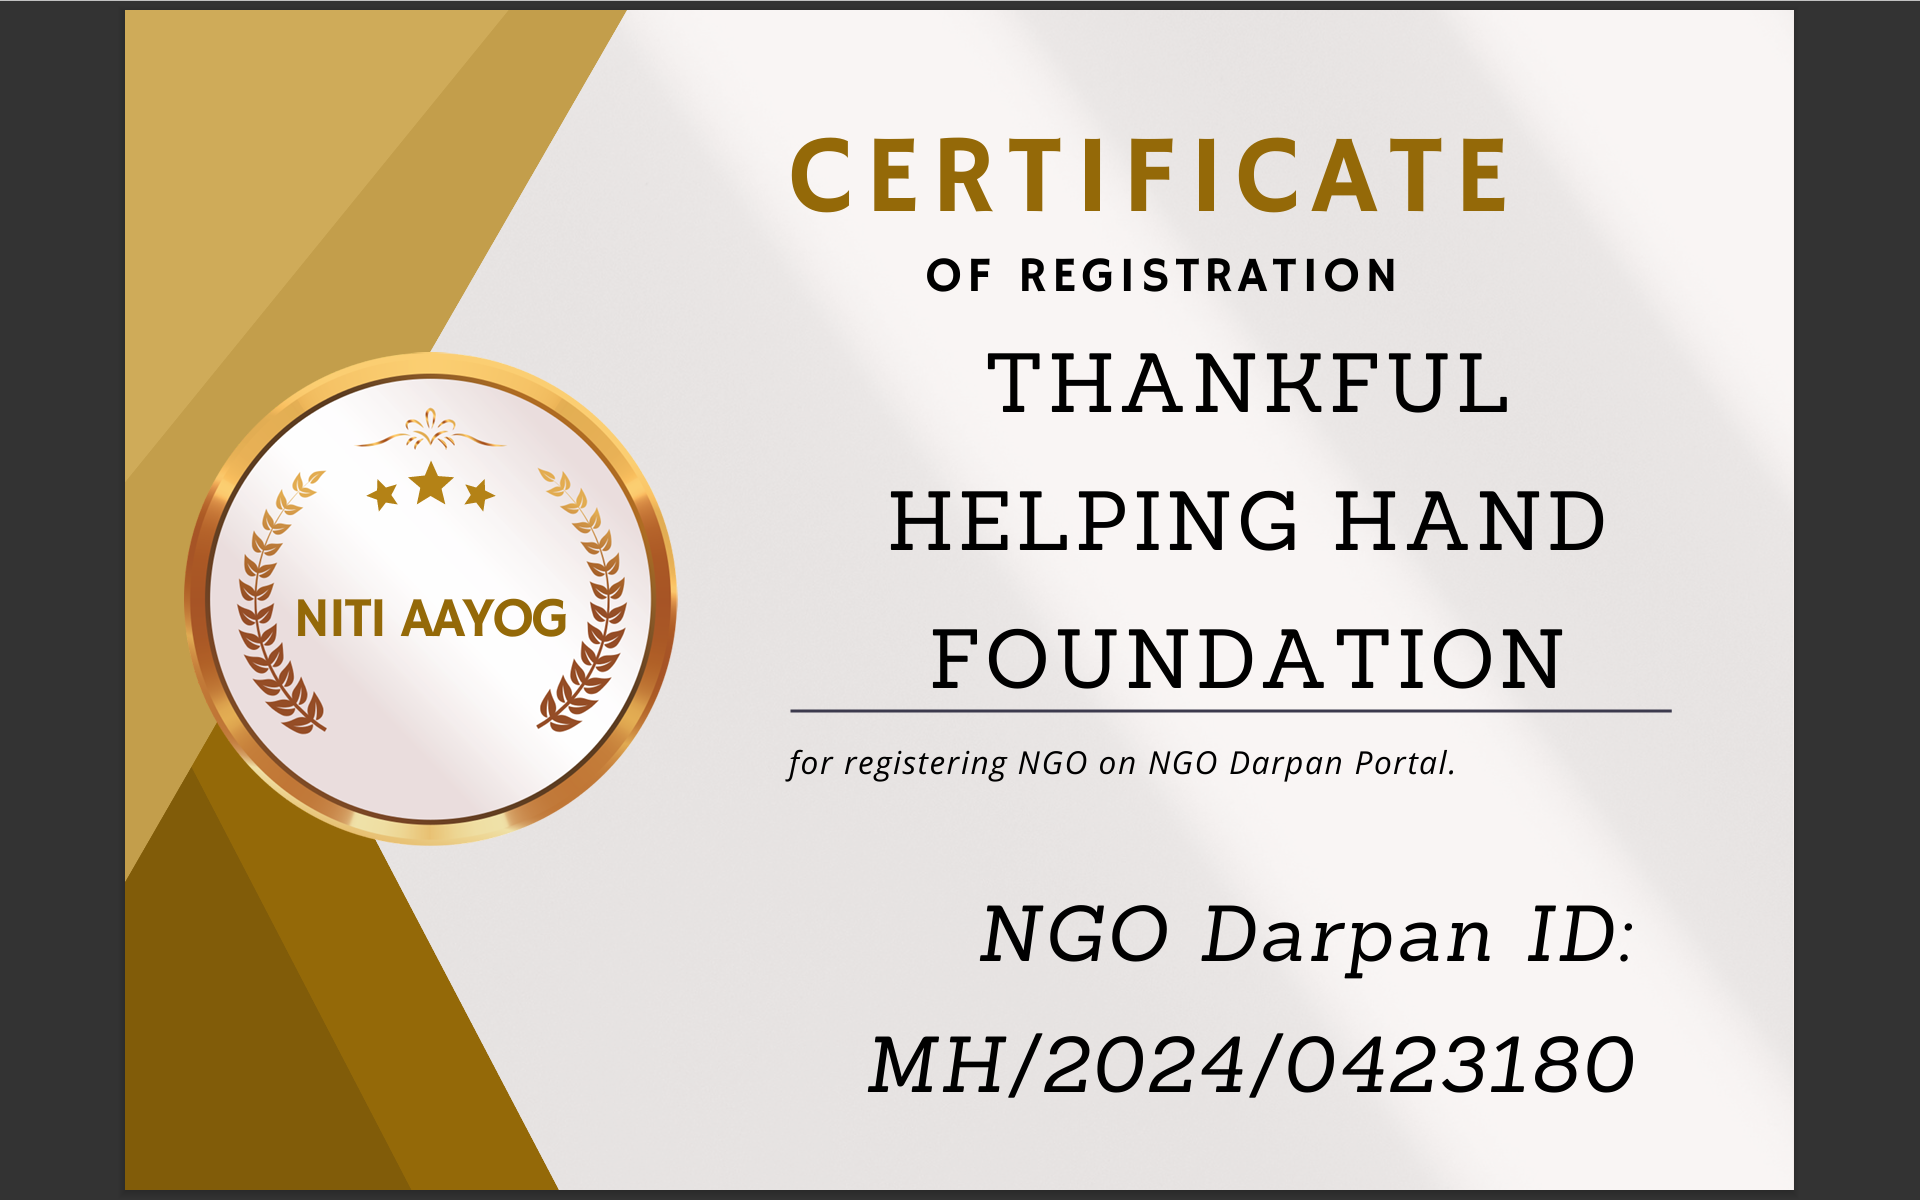 CERTIFICATE
OF REGISTRATION
THANKFUL
HELPING HAND
FOUNDATION
for registering NGO on NGO Darpan Portal.
NITI AAYOG
NGO Darpan ID:
MH/2024/0423180